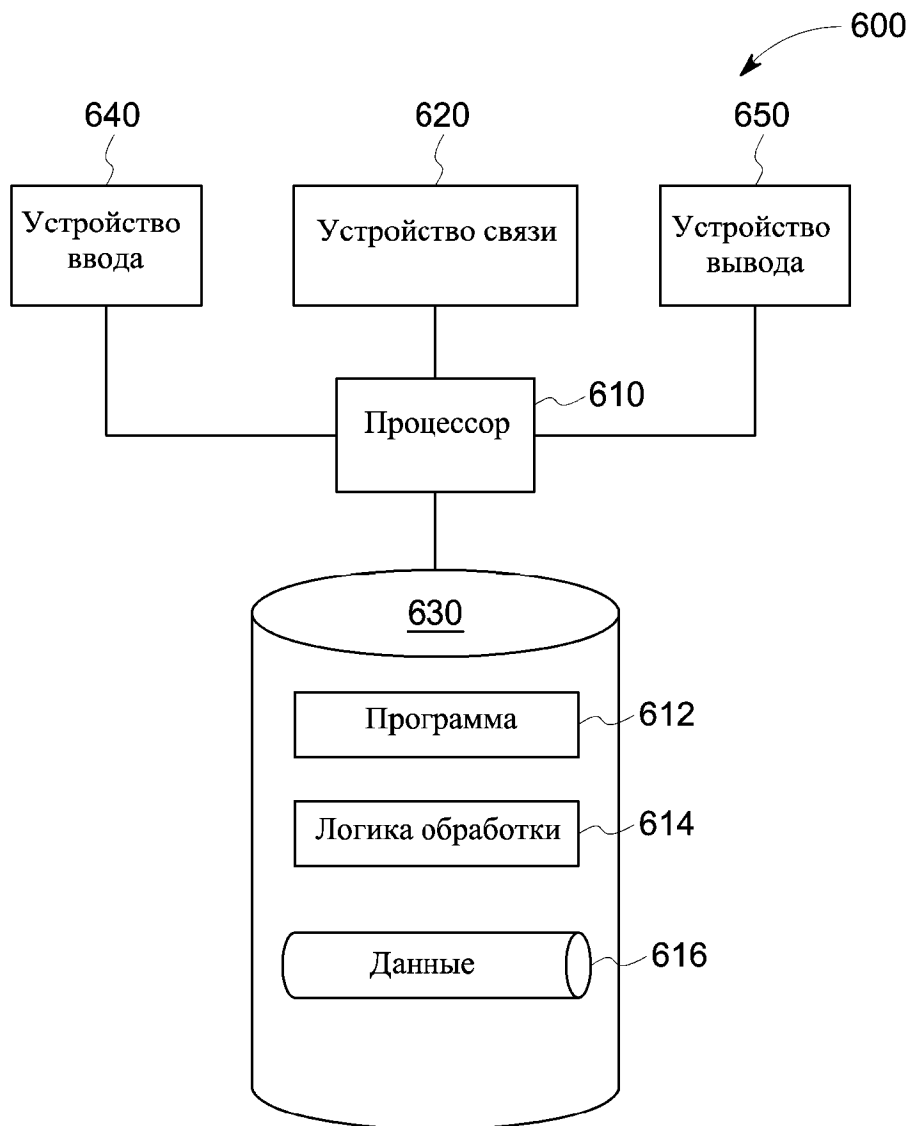 600
640
620
650
Устройство
ввода
Устройство связи
Устройство
вывода
610
Процессор
630
Программа
612
Логика обработки
614
Данные
616